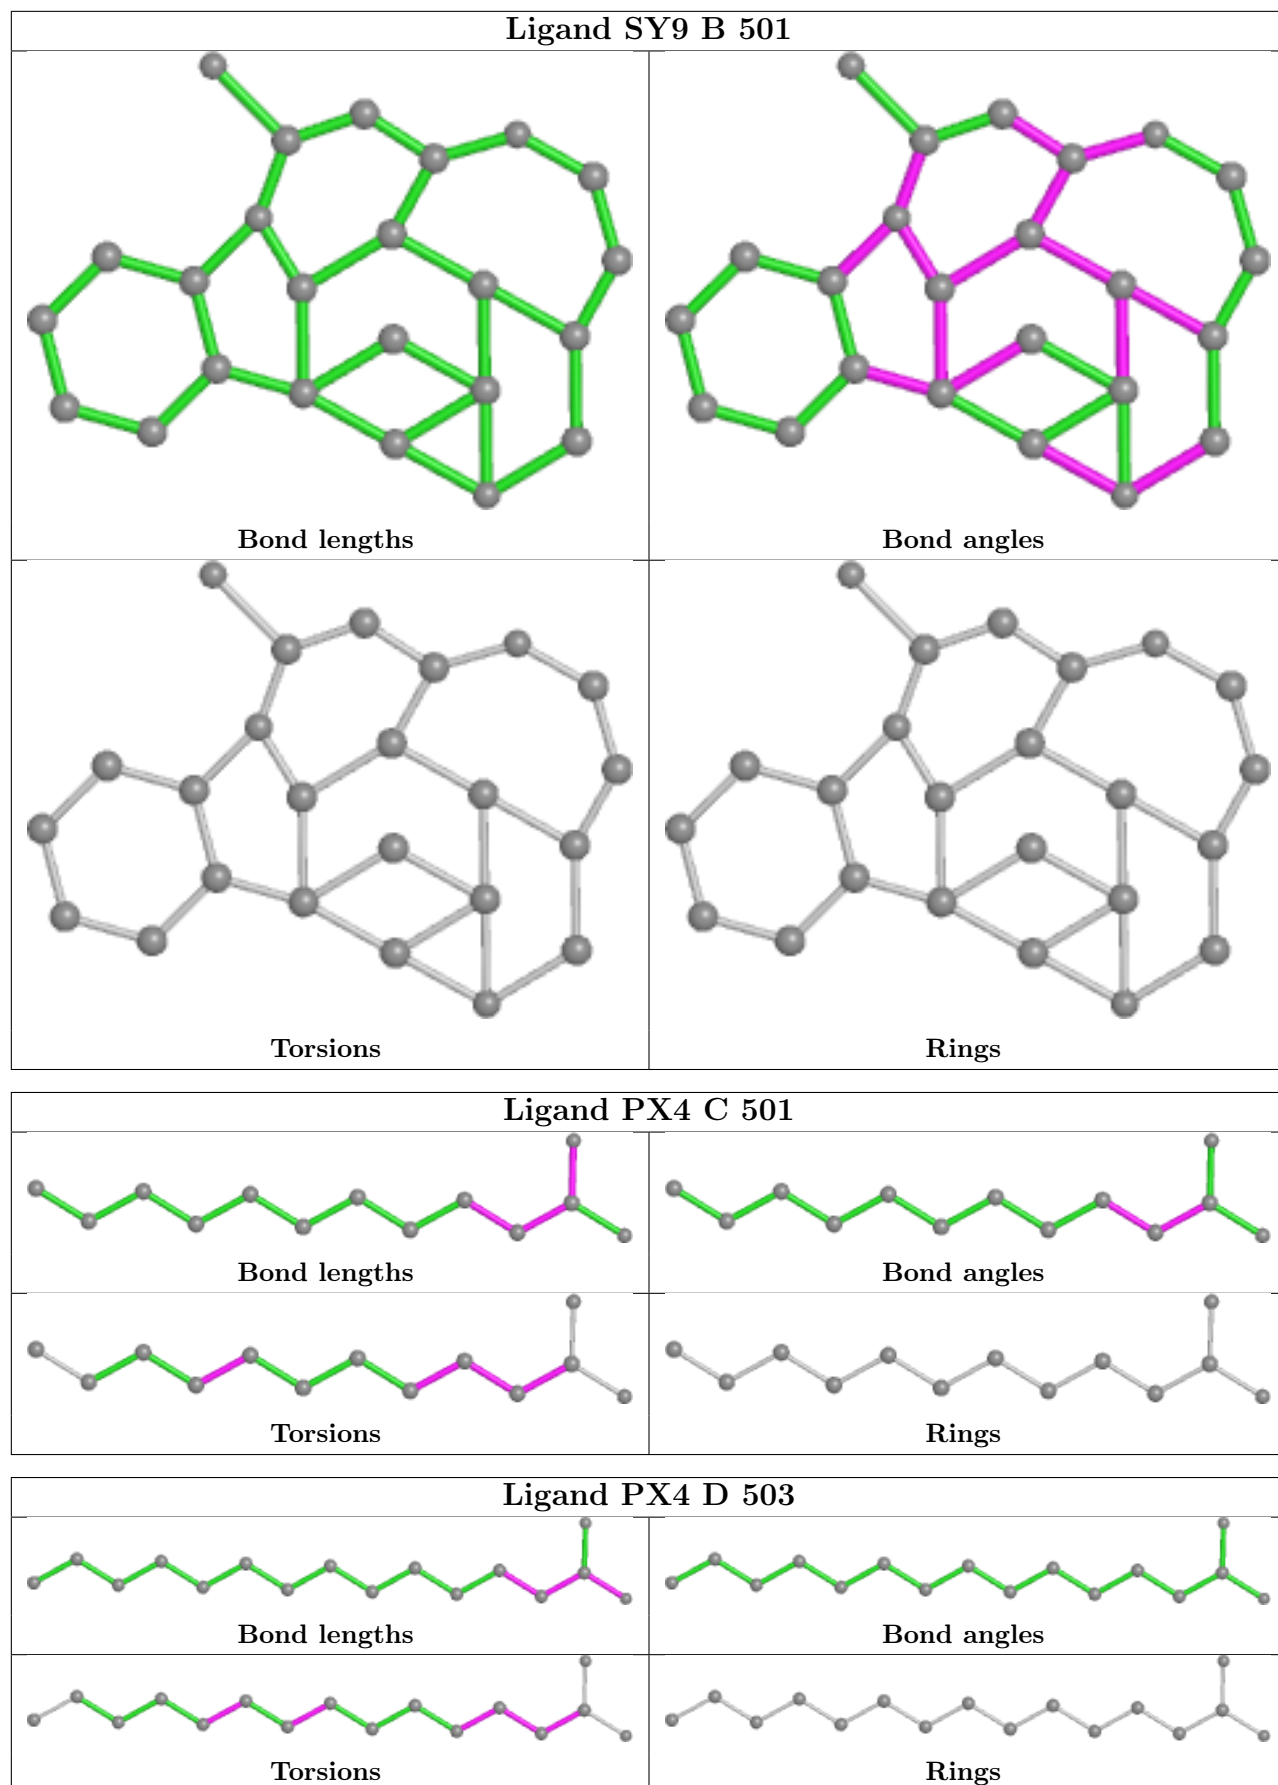 Ligand SY9 B 501
Bond lengths
Bond angles
Torsions
Rings
Ligand PX4 C 501
Bond lengths
Bond angles
Torsions
Rings
Ligand PX4 D 503
Bond lengths
Bond angles
Torsions
Rings